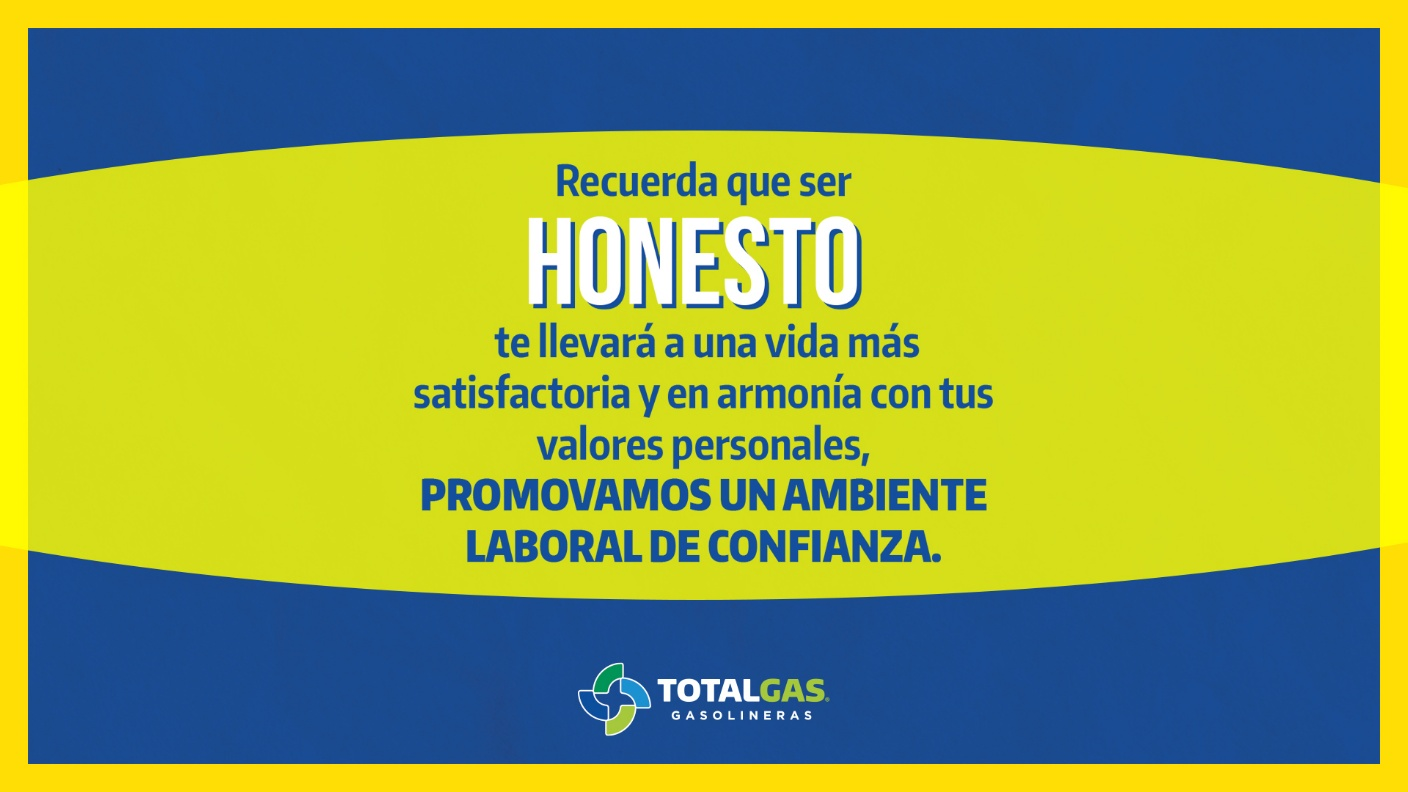 Recuerda que ser
HONESTO
te llevará a una vida más
satisfactoria y en armonía con tus
valores personales,
PROMOVAMOS UN AMBIENTE
LABORAL DE CONFIANZA.
TOTALGAS®
GASOLINERAS